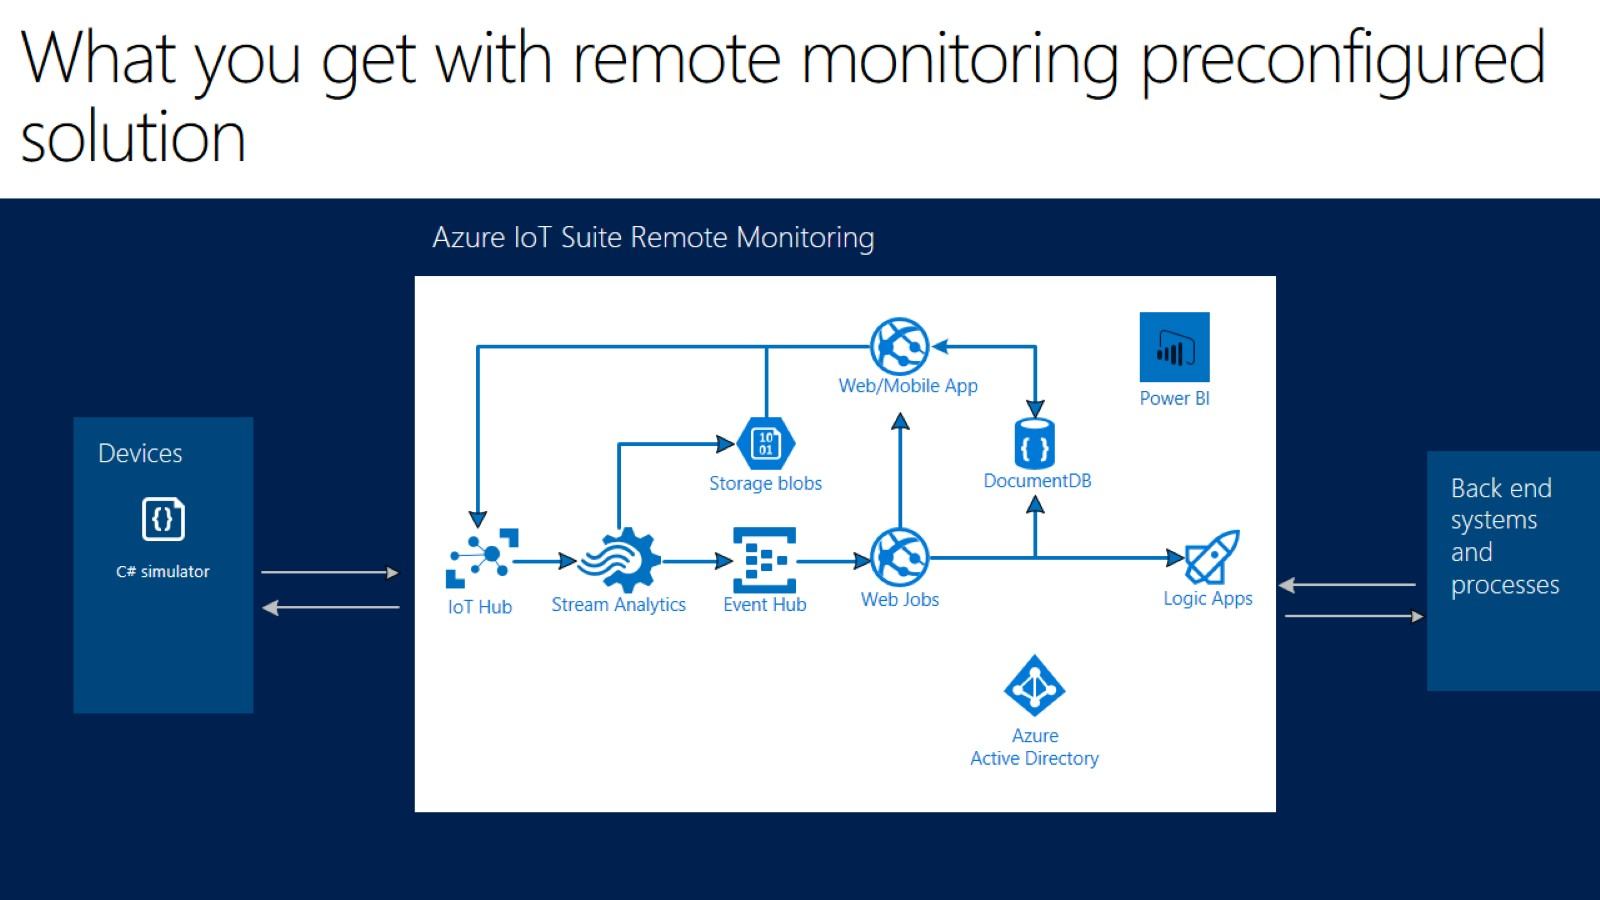 What you get with remote monitoring preconfigured
solution
Azure IoT Suite Remote Monitoring
Web/Mobile App
Power BI
Devices
Storage blobs
DocumentDB
Back end
systems
and
processes
C# simulator
IoT Hub
Stream Analytics
Event Hub
Web Jobs
Logic Apps
Azure
Active Directory
10
01